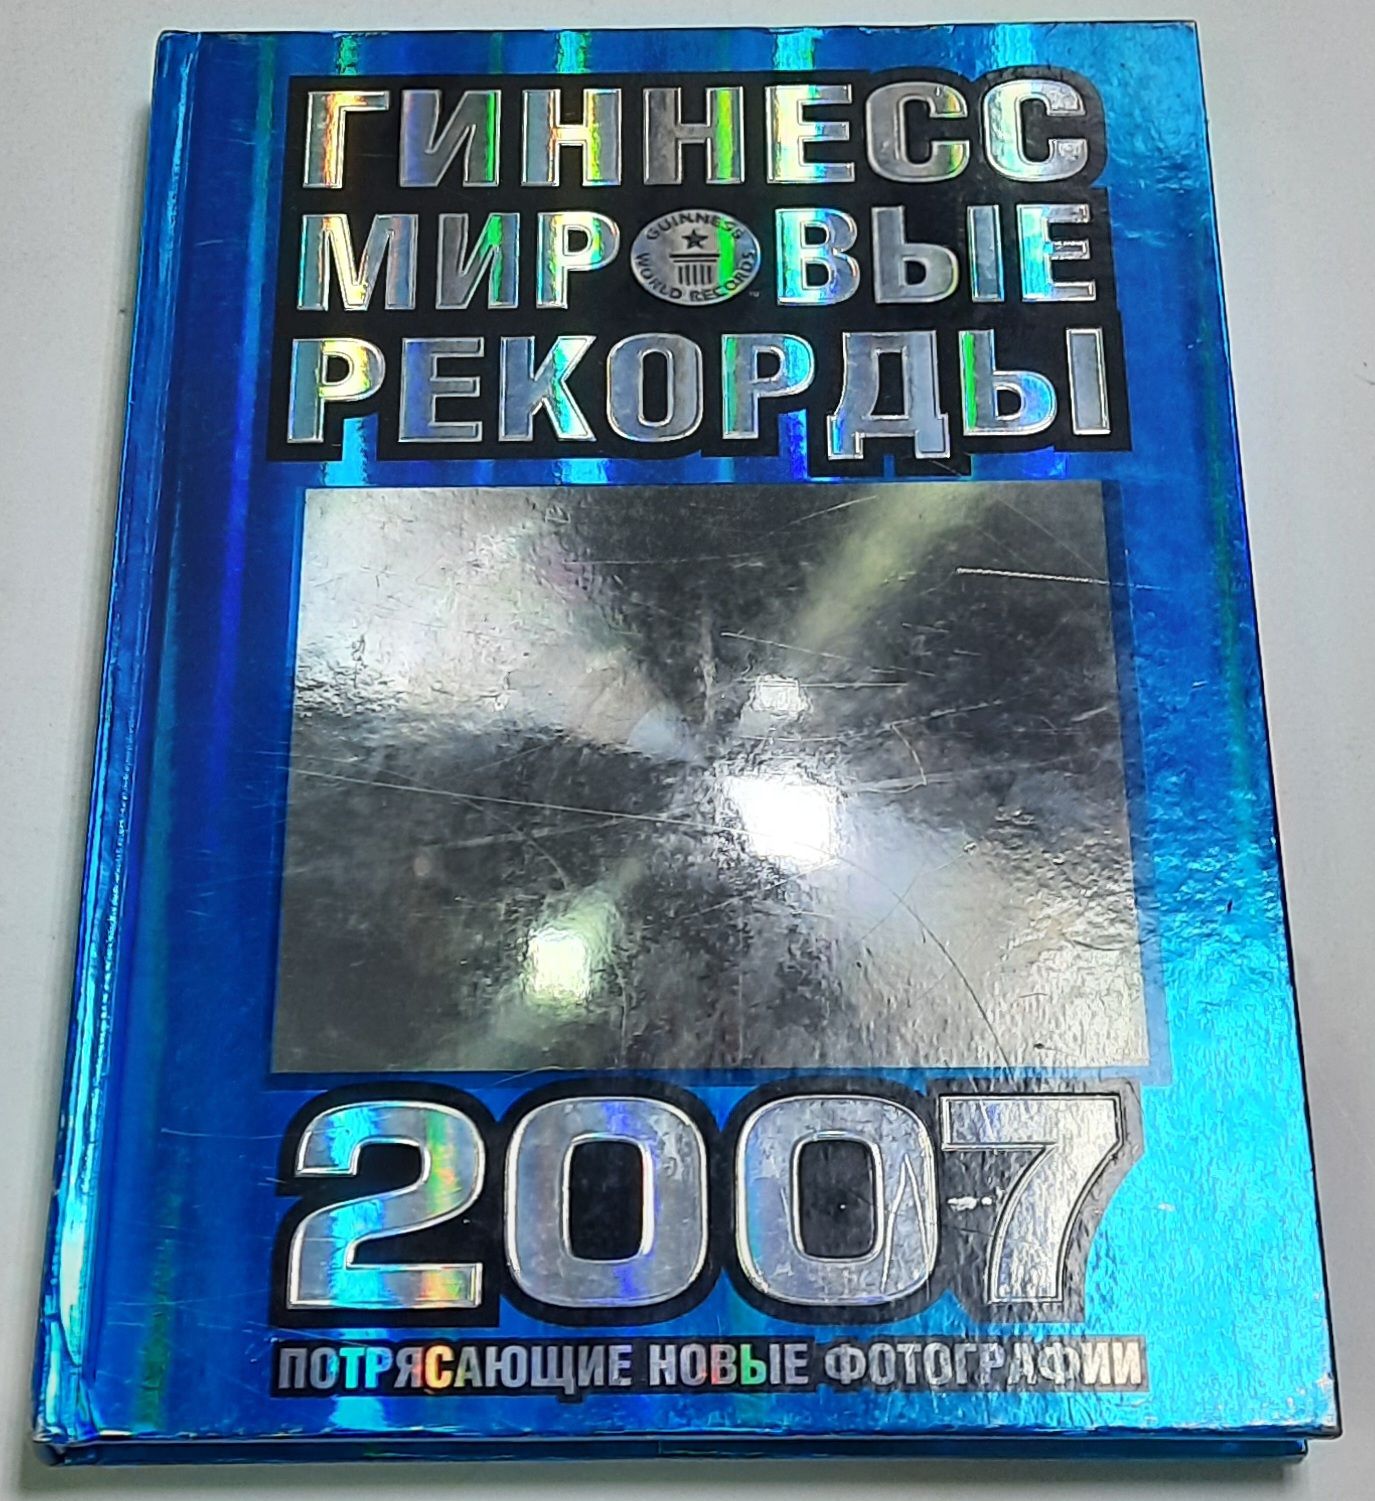 ГИННЕСС
МИРОВЫЕ
GUINNESS
WORLD RECORDS
РЕКОРДЫ
2007
ПОТРЯСАЮЩИЕ НОВЫЕ ФОТОГРАФИИ